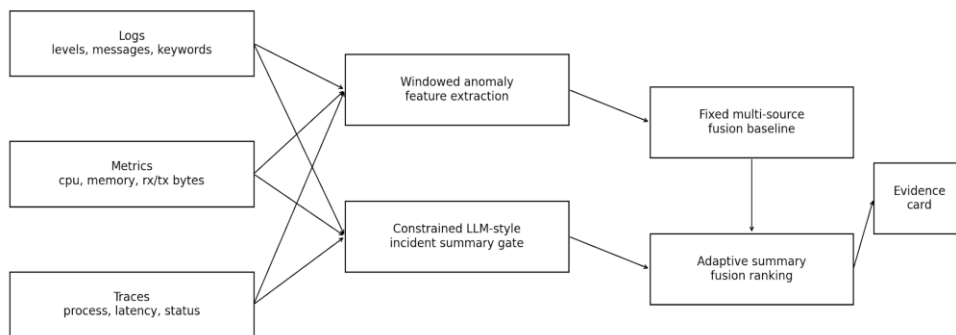 Logs
levels, messages, keywords
Metrics
cpu, memory, rx/tx bytes
Traces
process, latency, status
Windowed anomaly
feature extraction
Constrained LLM-style
incident summary gate
Fixed multi-source
fusion baseline
Adaptive summary
fusion ranking
Evidence
card